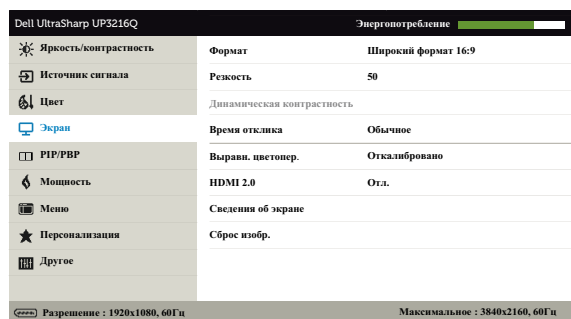 Dell UltraSharp UP3216Q Энергопотребление
Яркость/контрастность
Источник сигнала
Цвет
Экран
PIP/PBP
Мощность
Меню
Персонализация
Другое
Формат Широкий формат 16:9
Резкость 50
Динамическая контрастность
Время отклика Обычное
Выравн. цветопер. Откалибровано
HDMI 2.0 Отл.
Сведения об экране
Сброс изобр.
Разрешение : 1920x1080, 60Гц Максимальное : 3840x2160, 60Гц